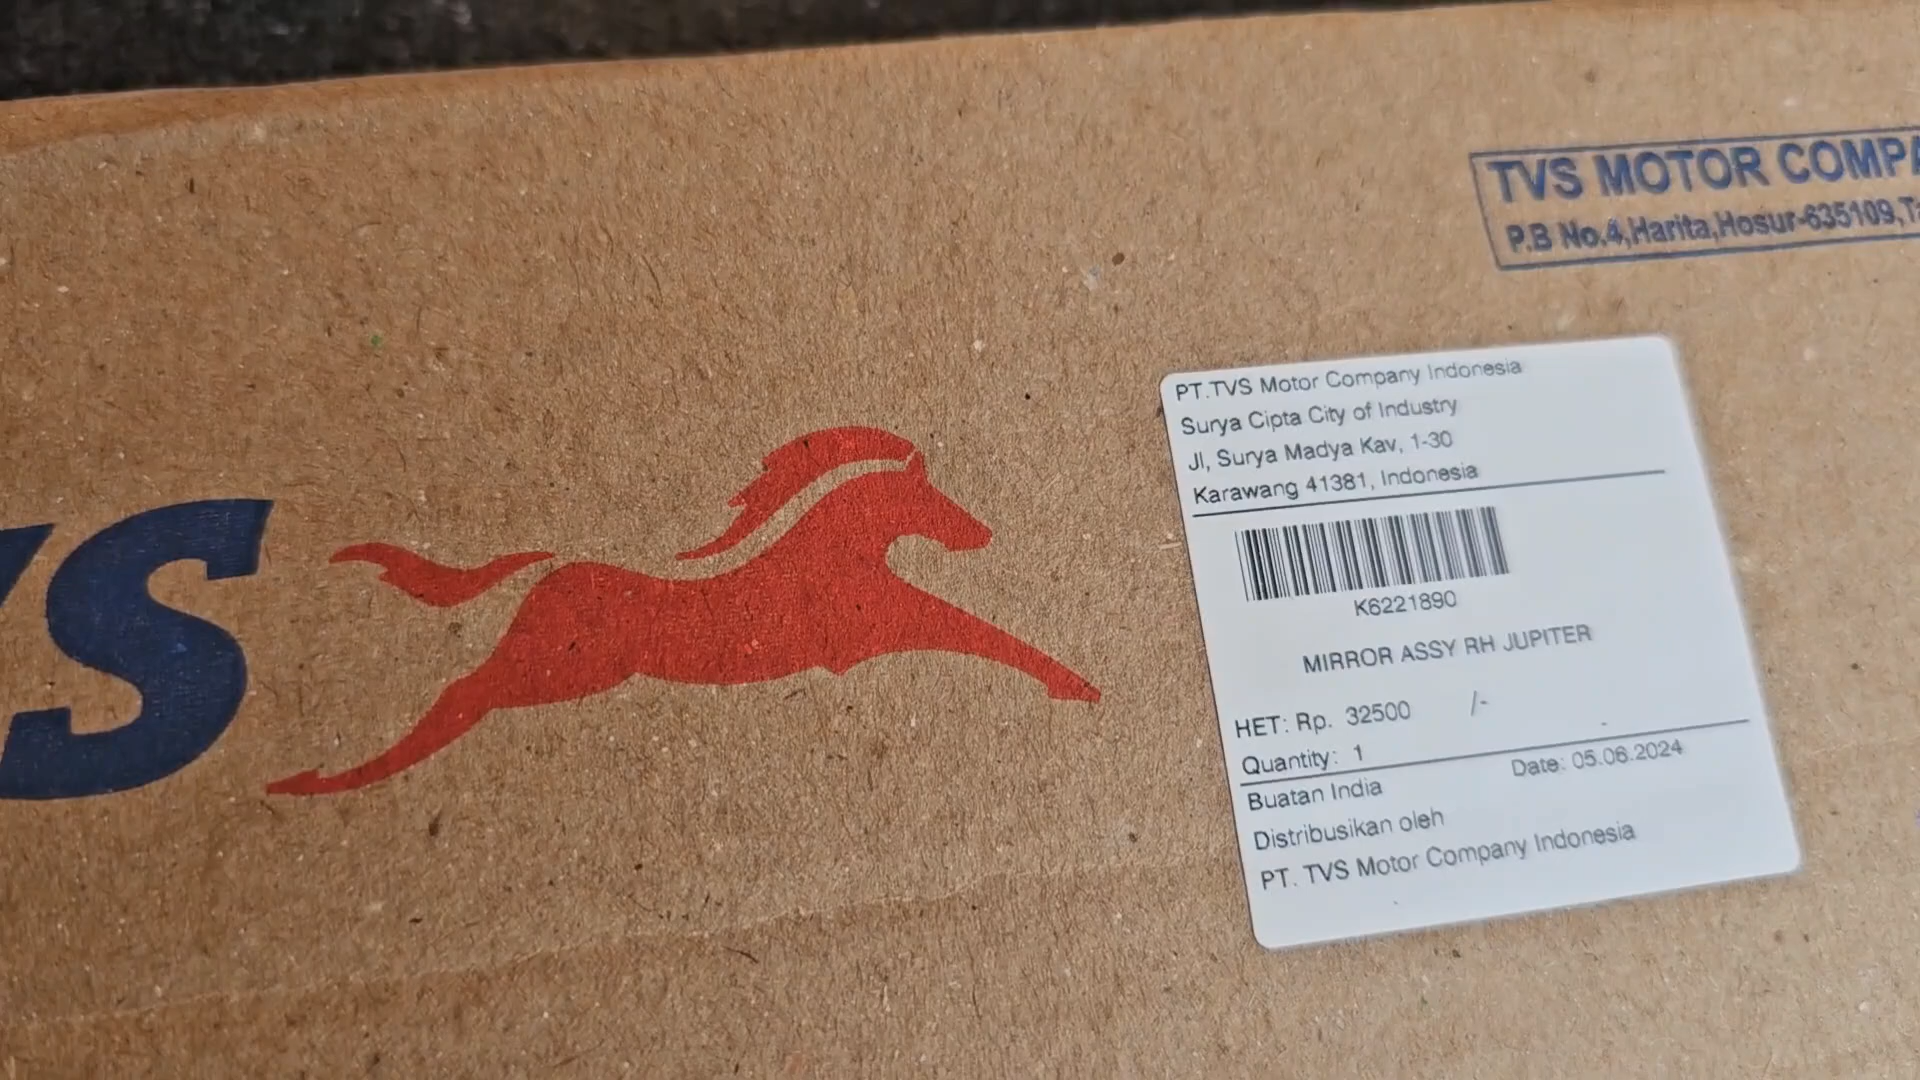 TVS MOTOR
P.B No.4,Harita,Hosur-635109,
PT.TVS Motor Company Indonesia
Surya Cipta City of Industry
Jl, Surya Madya Kav, 1-30
Karawang 41381, Indonesia
K6221890
MIRROR ASSY RH JUPITER
HET: Rp. 32500 /-
Quantity: 1
Date: 05.06.2024
Buatan India
Distribusikan oleh
PT. TVS Motor Company Indonesia